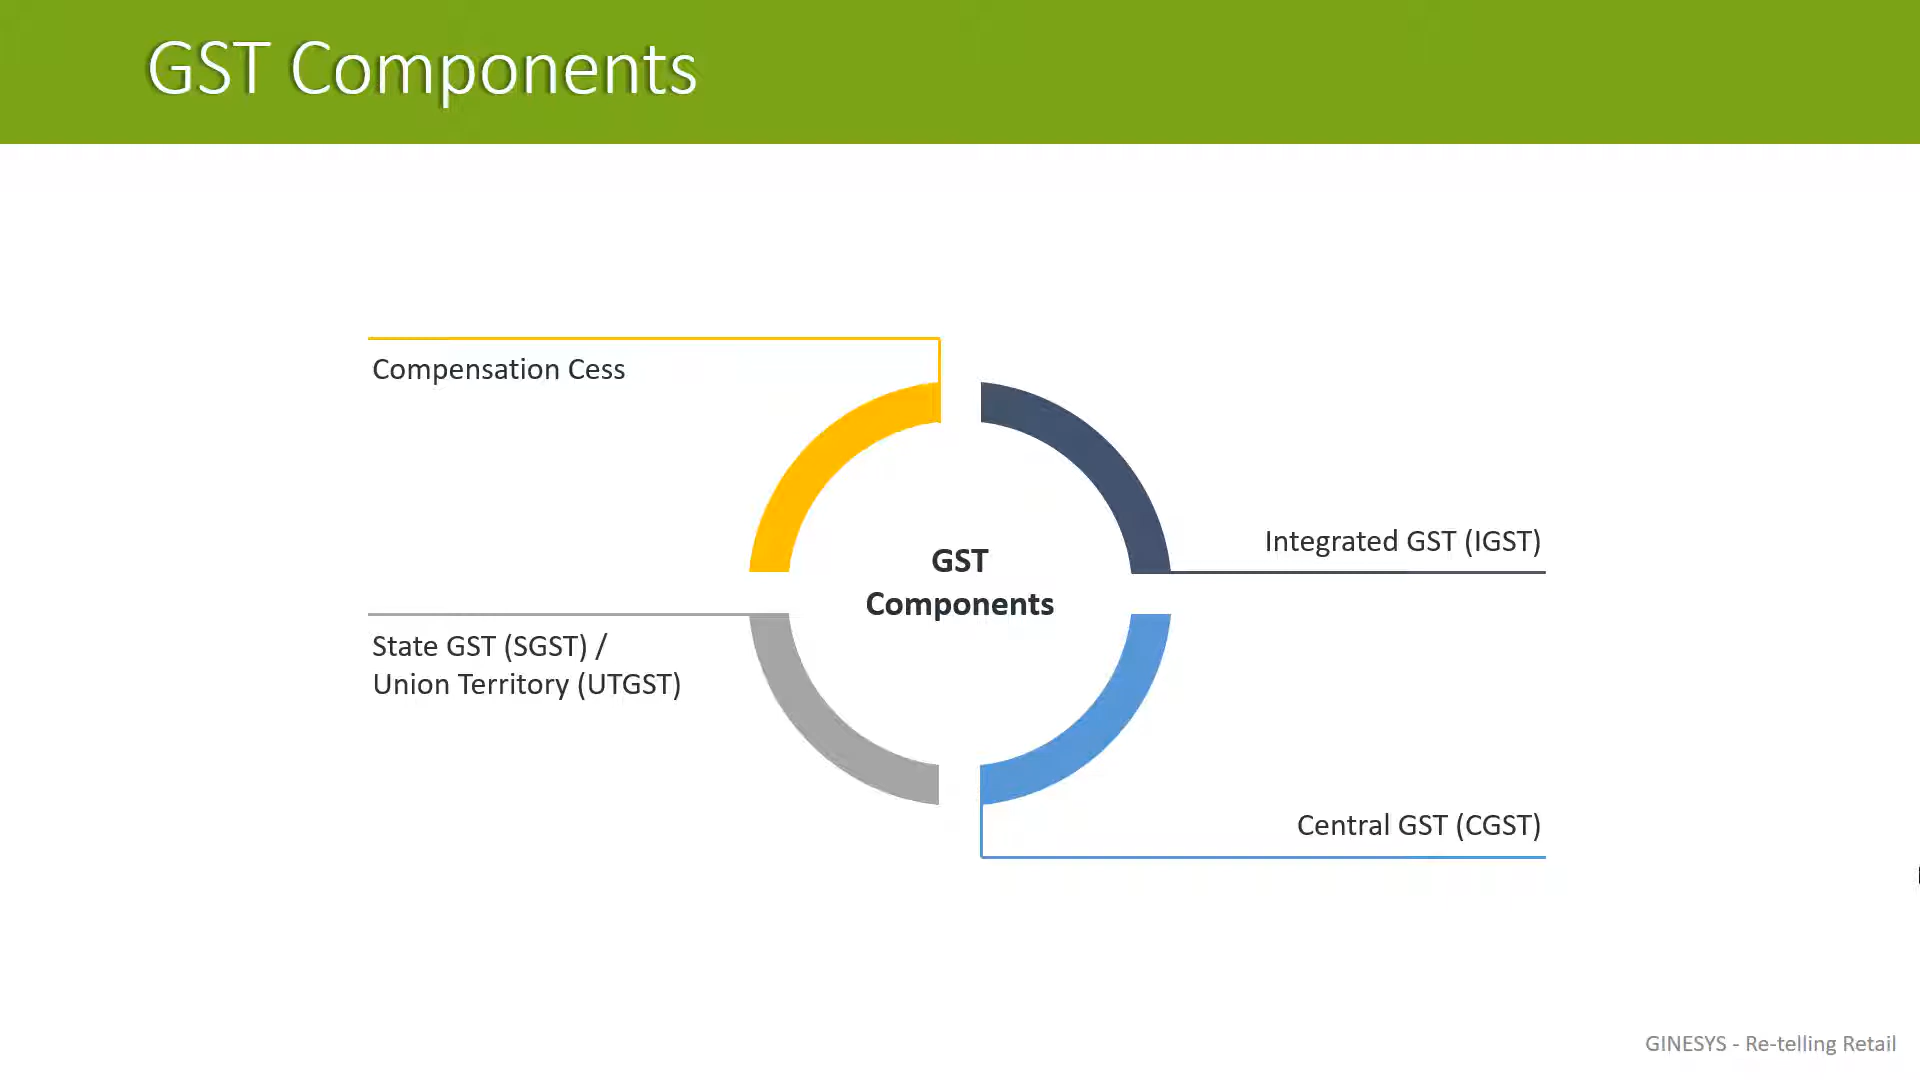 GST Components
Compensation Cess
Integrated GST (IGST)
GST
Components
State GST (SGST) /
Union Territory (UTGST)
Central GST (CGST)
GINESYS - Re-telling Retail